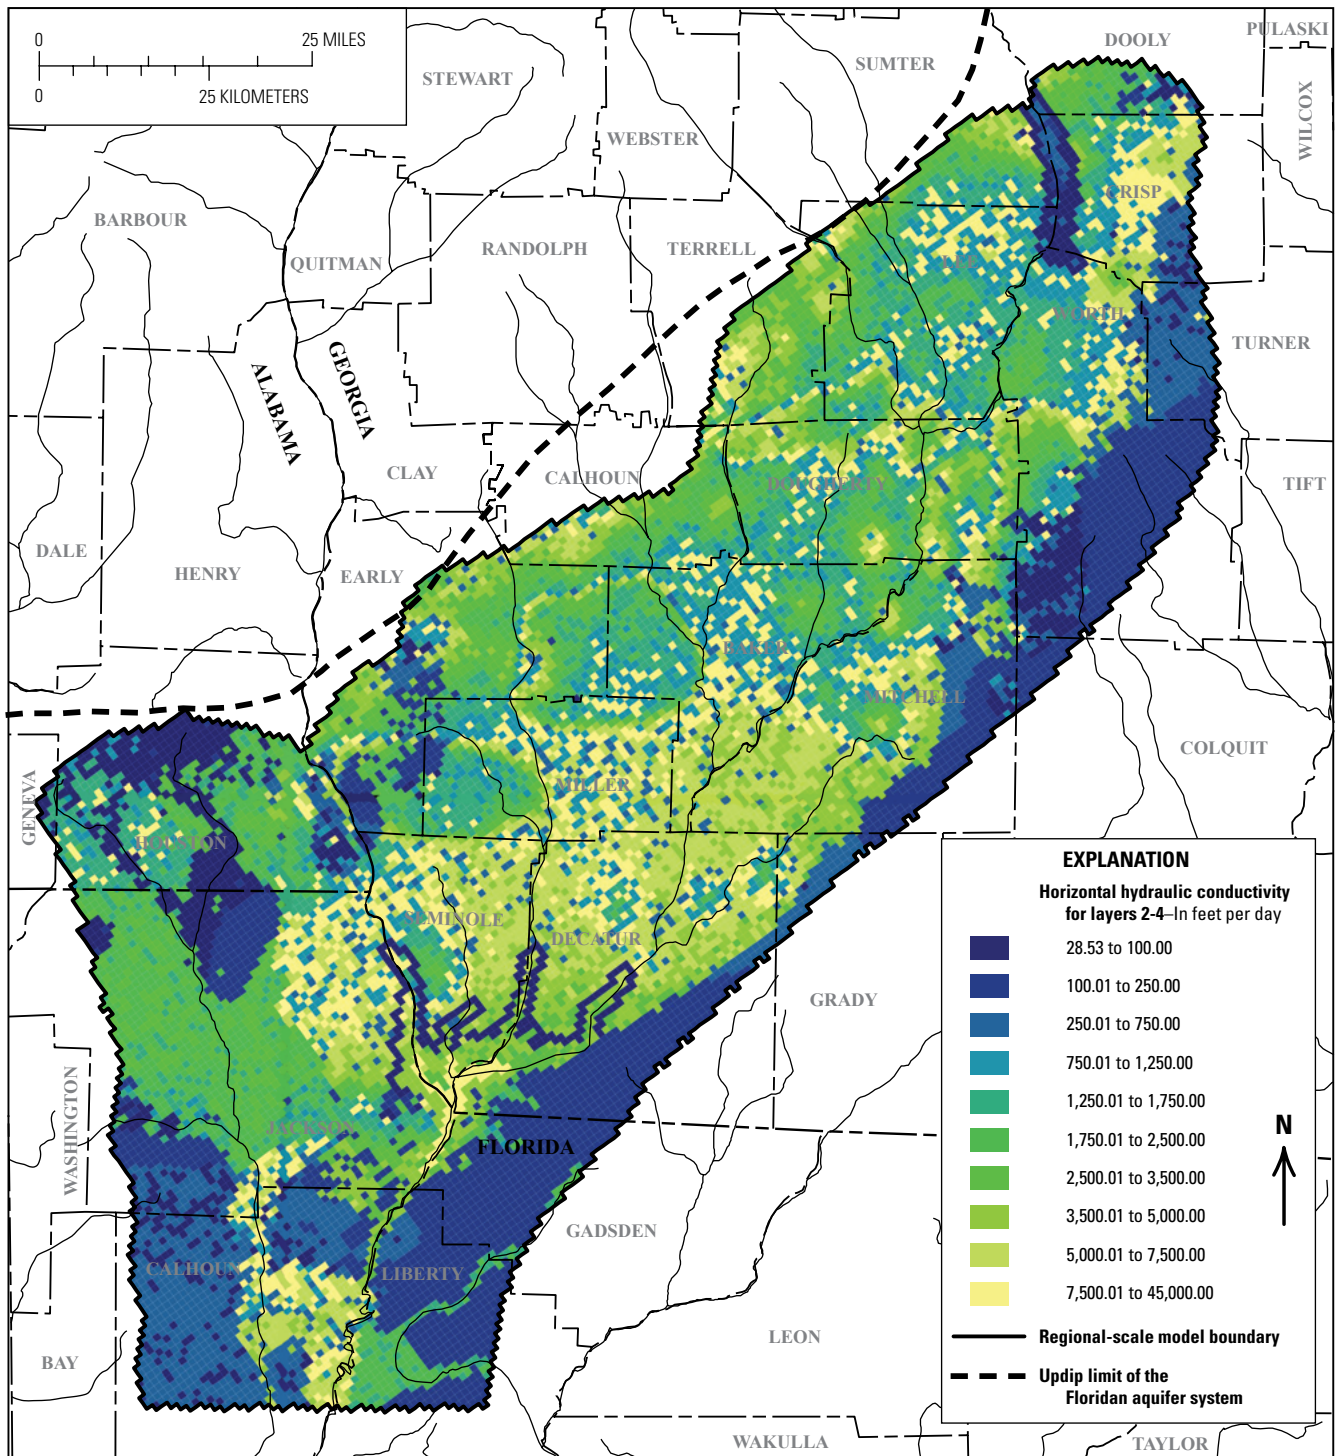 0 25 MILES
0 25 KILOMETERS
PULASKI
DOOLY
SUMTER
STEWART
WILCOX
WEBSTER
CRISP
BARBOUR
RANDOLPH
TERRELL
QUITMAN
LEE
WORTH
TURNER
GEORGIA
ALABAMA
CLAY
CALHOUN
DOUGHERTY
TIFT
DALE
HENRY
EARLY
BAKER
MITCHELL
COLQUIT
GENEVA
MILLER
HOUSTON
SEMINOLE
DECATUR
GRADY
WASHINGTON
JACKSON
FLORIDA
GADSDEN
CALHOUN
LIBERTY
LEON
BAY
WAKULLA
TAYLOR
EXPLANATION
Horizontal hydraulic conductivity
for layers 2-4–In feet per day
28.53 to 100.00
100.01 to 250.00
250.01 to 750.00
750.01 to 1,250.00
1,250.01 to 1,750.00
1,750.01 to 2,500.00
2,500.01 to 3,500.00
3,500.01 to 5,000.00
5,000.01 to 7,500.00
7,500.01 to 45,000.00
N
Regional-scale model boundary
Updip limit of the
Floridan aquifer system